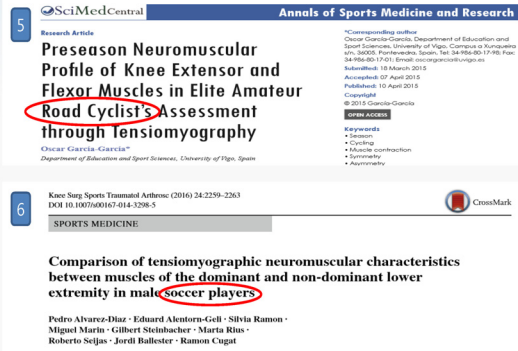 5
SciMedCentral
Annals of Sports Medicine and Research
Research Article
Preseason Neuromuscular
Profile of Knee Extensor and
Flexor Muscles in Elite Amateur
Road Cyclist's Assessment
through Tensiomyography
Oscar García-García*
Department of Education and Sport Sciences, University of Vigo, Spain
*Corresponding author
Oscar García-García, Department of Education and
Sport Sciences, University of Vigo, Campus a Xunqueira
s/n, 36005, Pontevedra, Spain, Tel: 34-986-80-17-98; Fax:
34-986-80-17-01; Email: oscargarcia@uvigo.es
Submitted: 18 March 2015
Accepted: 07 April 2015
Published: 10 April 2015
Copyright
© 2015 García-García
OPEN ACCESS
Keywords
• Season
• Cycling
• Muscle contraction
• Symmetry
• Asymmetry
6
Knee Surg Sports Traumatol Arthrosc (2016) 24:2259–2263
DOI 10.1007/s00167-014-3298-5
CrossMark
SPORTS MEDICINE
Comparison of tensiomyographic neuromuscular characteristics
between muscles of the dominant and non-dominant lower
extremity in male soccer players
Pedro Alvarez-Diaz · Eduard Alentorn-Geli · Silvia Ramon ·
Miguel Marin · Gilbert Steinbacher · Marta Rius ·
Roberto Seijas · Jordi Ballester · Ramon Cugat